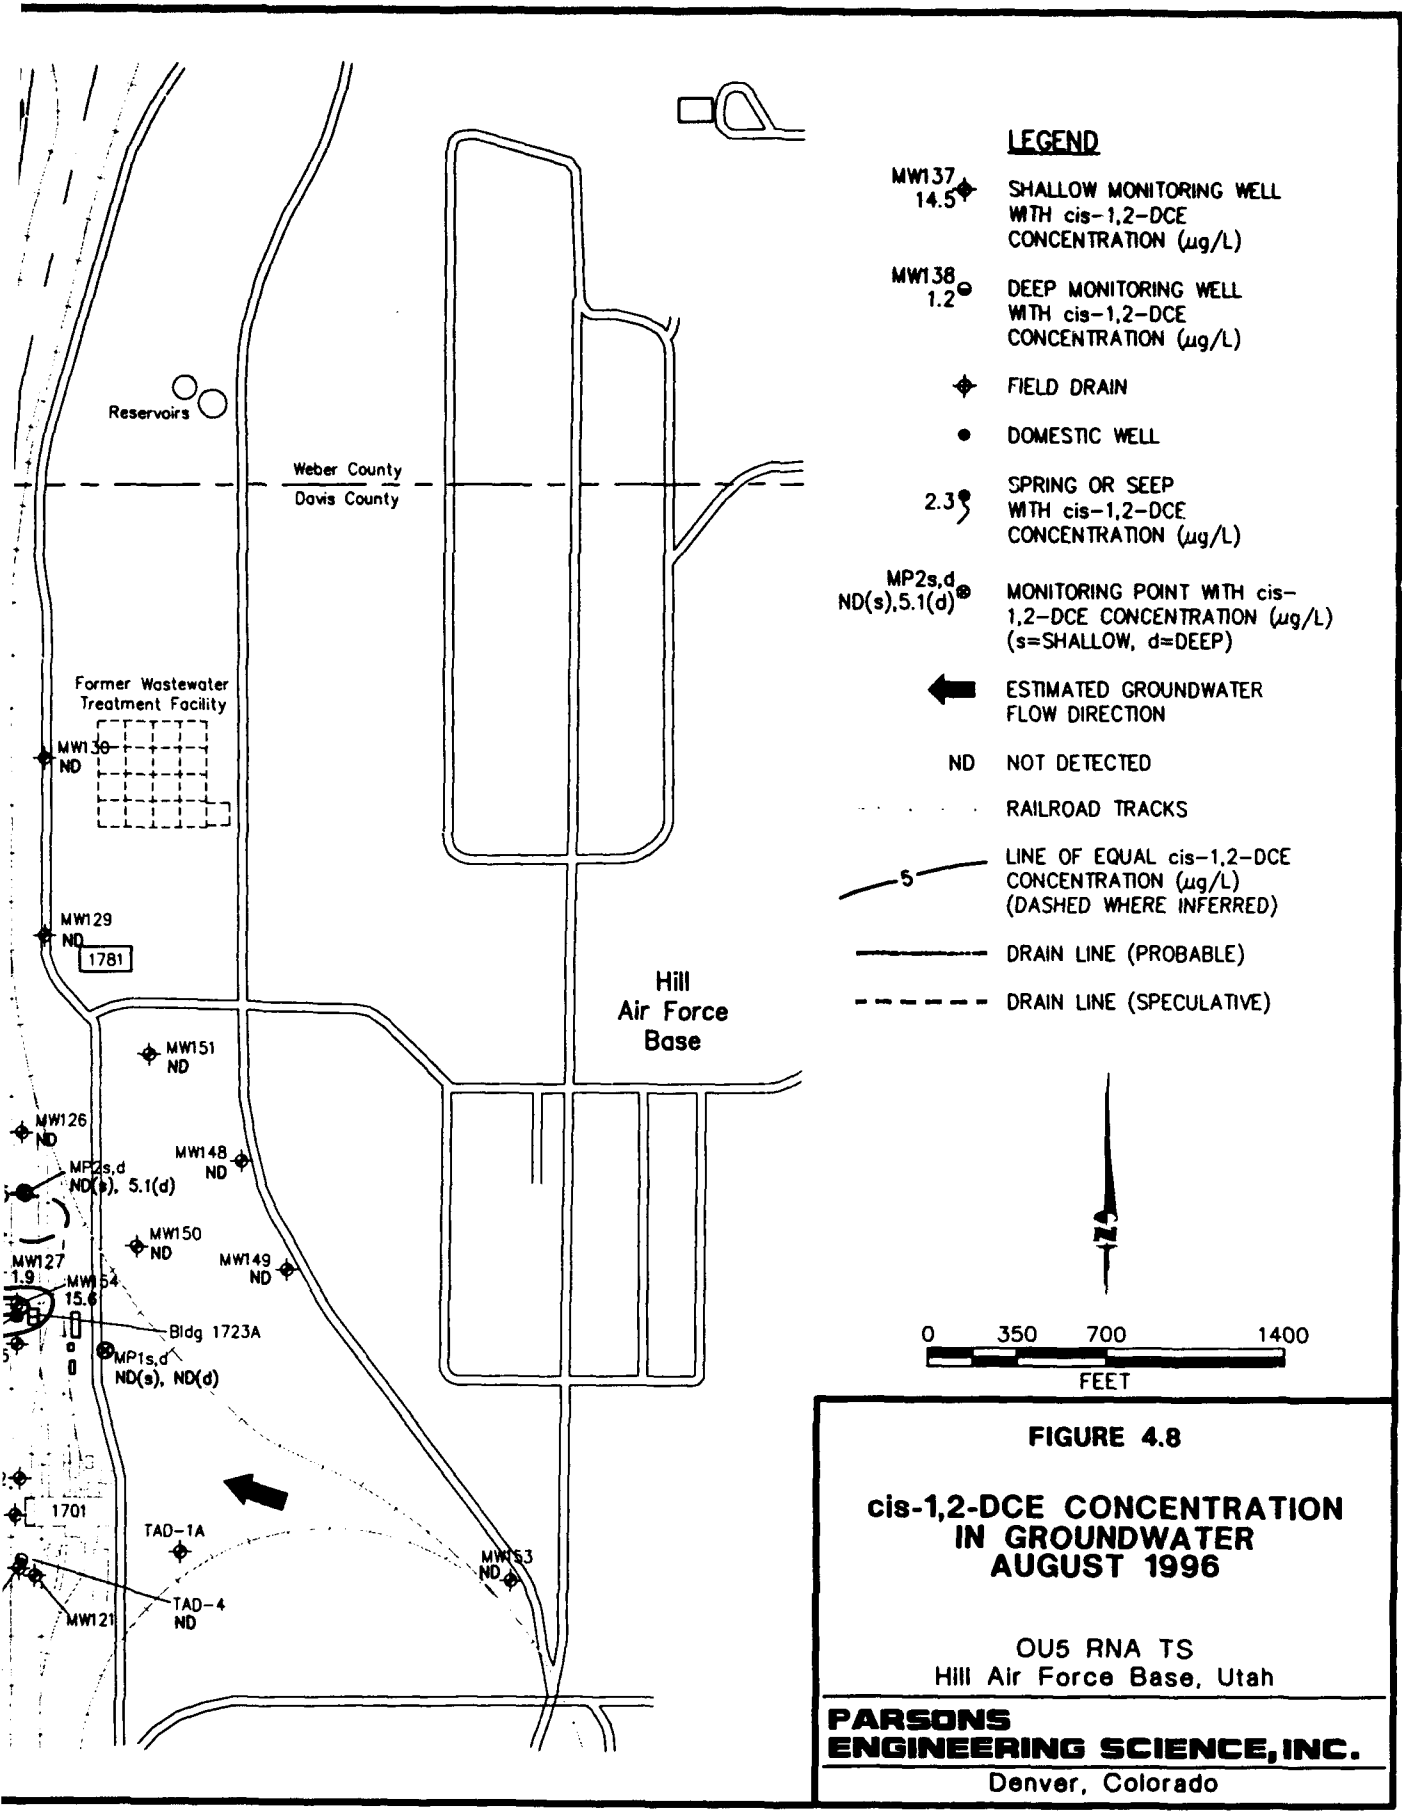 LEGEND
MW137
14.5
SHALLOW MONITORING WELL
WITH cis-1,2-DCE
CONCENTRATION (µg/L)
MW138
1.2
DEEP MONITORING WELL
WITH cis-1,2-DCE
CONCENTRATION (µg/L)
FIELD DRAIN
DOMESTIC WELL
2.3
SPRING OR SEEP
WITH cis-1,2-DCE
CONCENTRATION (µg/L)
MP2s,d
ND(s),5.1(d)
MONITORING POINT WITH cis-
1,2-DCE CONCENTRATION (µg/L)
(s=SHALLOW, d=DEEP)
ESTIMATED GROUNDWATER
FLOW DIRECTION
ND NOT DETECTED
RAILROAD TRACKS
5
LINE OF EQUAL cis-1,2-DCE
CONCENTRATION (µg/L)
(DASHED WHERE INFERRED)
DRAIN LINE (PROBABLE)
DRAIN LINE (SPECULATIVE)
Reservoirs
Weber County
Davis County
Former Wastewater
Treatment Facility
MW130
ND
MW129
ND
1781
Hill
Air Force
Base
MW151
ND
MW126
ND
MW148
ND
MP2s,d
ND(s), 5.1(d)
MW150
ND
MW149
ND
MW127
1.9
MW154
15.6
Bldg 1723A
MP1s,d
ND(s), ND(d)
1701
TAD-1A
MW153
ND
TAD-4
ND
MW121
N
0 350 700 1400
FEET
FIGURE 4.8
cis-1,2-DCE CONCENTRATION
IN GROUNDWATER
AUGUST 1996
OU5 RNA TS
Hill Air Force Base, Utah
PARSONS
ENGINEERING SCIENCE, INC.
Denver, Colorado